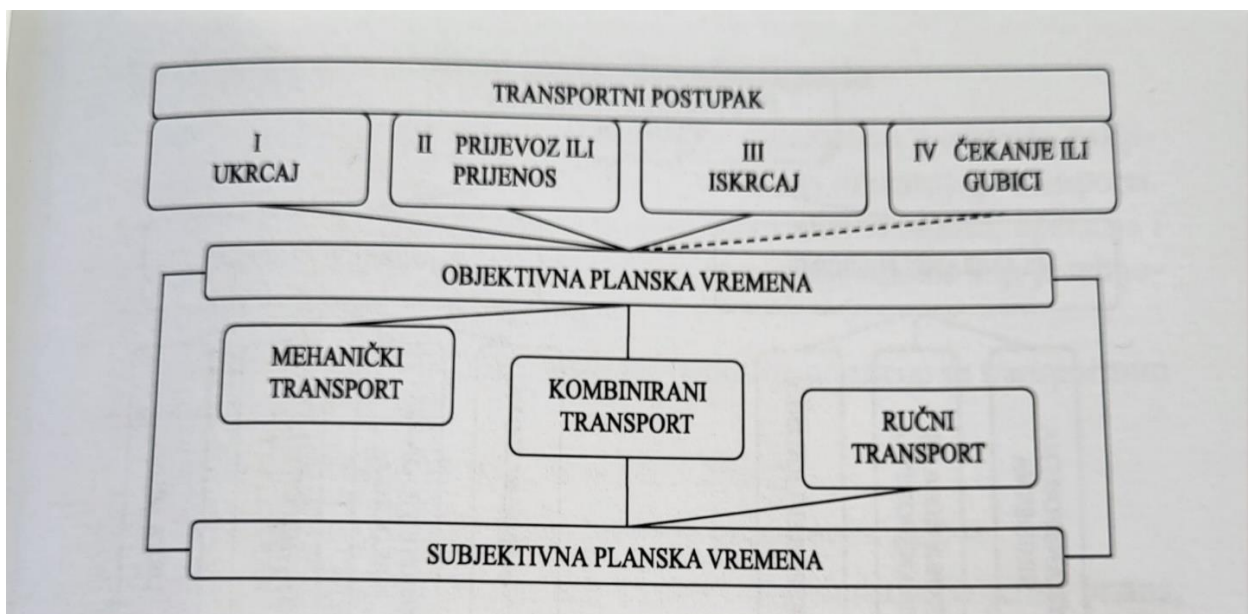 TRANSPORTNI POSTUPAK
I
UKRCAJ
II PRIJEVOZ ILI
PRIJENOS
III
ISKRCAJ
IV ČEKANJE ILI
GUBICI
OBJEKTIVNA PLANSKA VREMENA
MEHANIČKI
TRANSPORT
KOMBINIRANI
TRANSPORT
RUČNI
TRANSPORT
SUBJEKTIVNA PLANSKA VREMENA